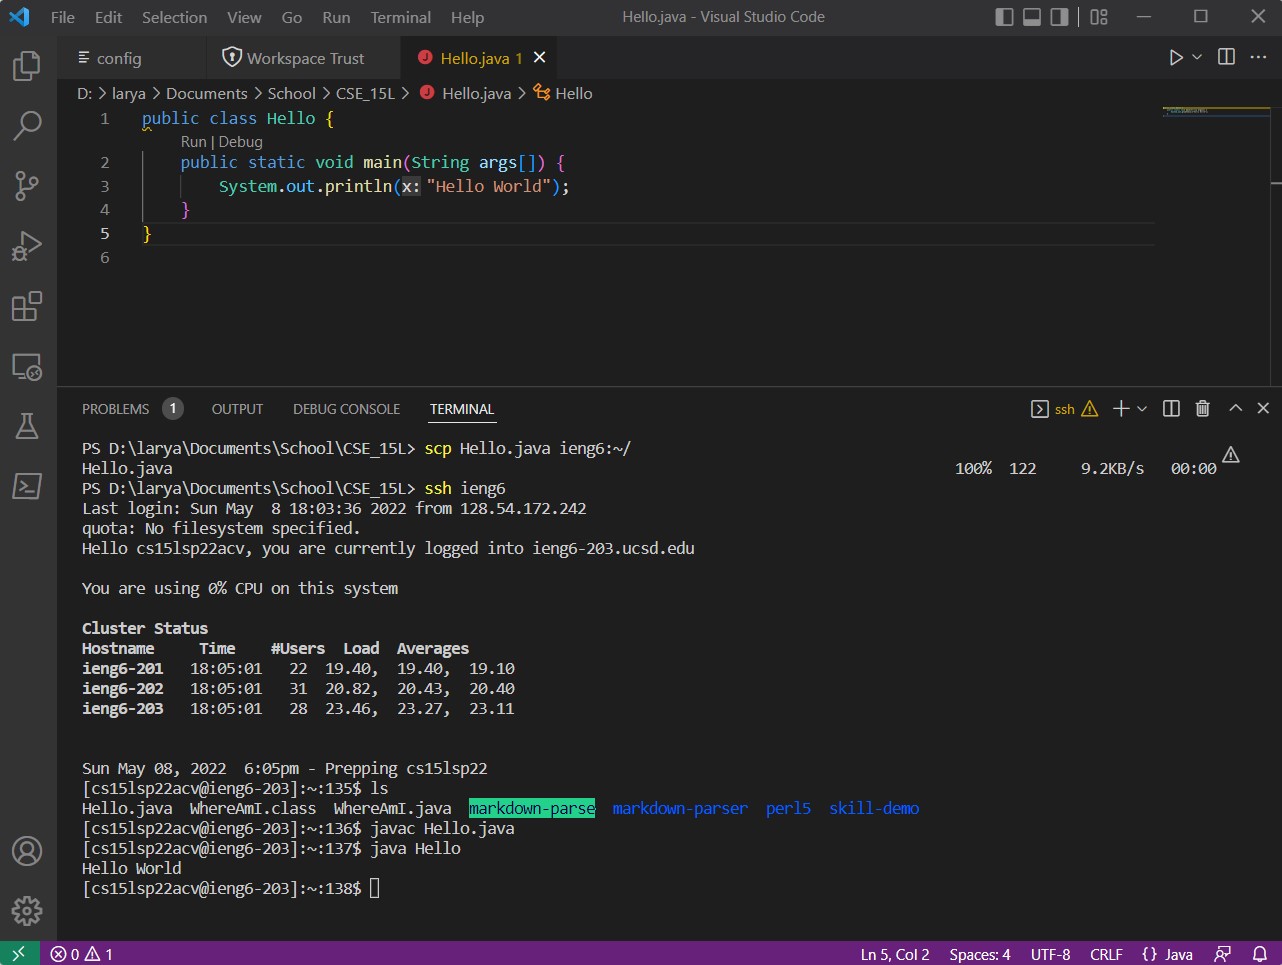 File Edit Selection View Go Run Terminal Help Hello.java - Visual Studio Code
config Workspace Trust Hello.java 1
D: > larya > Documents > School > CSE_15L > Hello.java > Hello
1 public class Hello {
Run | Debug
2 public static void main(String args[]) {
3 System.out.println(x: "Hello World");
4 }
5 }
6
PROBLEMS 1 OUTPUT DEBUG CONSOLE TERMINAL ssh
PS D:\larya\Documents\School\CSE_15L> scp Hello.java ieng6:~/
Hello.java 100% 122 9.2KB/s 00:00
PS D:\larya\Documents\School\CSE_15L> ssh ieng6
Last login: Sun May  8 18:03:36 2022 from 128.54.172.242
quota: No filesystem specified.
Hello cs15lsp22acv, you are currently logged into ieng6-203.ucsd.edu
You are using 0% CPU on this system
Cluster Status
Hostname Time #Users Load Averages
ieng6-201 18:05:01 22 19.40, 19.40, 19.10
ieng6-202 18:05:01 31 20.82, 20.43, 20.40
ieng6-203 18:05:01 28 23.46, 23.27, 23.11
Sun May 08, 2022  6:05pm - Prepping cs15lsp22
[cs15lsp22acv@ieng6-203]:~:135$ ls
Hello.java WhereAmI.class WhereAmI.java markdown-parse markdown-parser perl5 skill-demo
[cs15lsp22acv@ieng6-203]:~:136$ javac Hello.java
[cs15lsp22acv@ieng6-203]:~:137$ java Hello
Hello World
[cs15lsp22acv@ieng6-203]:~:138$
0 1 Ln 5, Col 2 Spaces: 4 UTF-8 CRLF {} Java